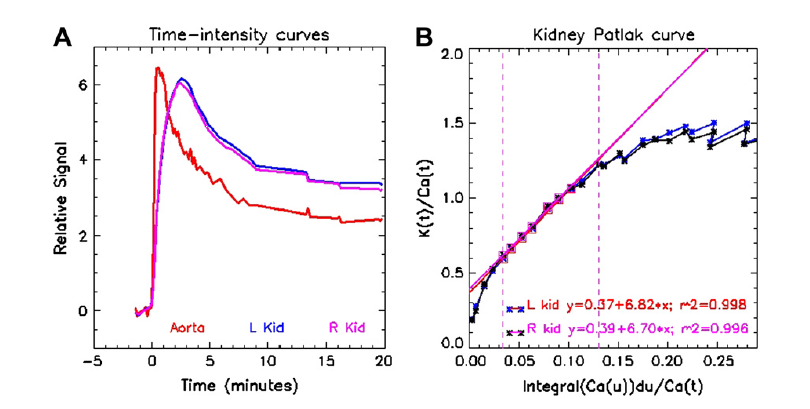 A
Time-intensity curves
Relative Signal
6
4
2
0
Aorta
L Kid
R Kid
-5
0
5
10
15
20
Time (minutes)
B
Kidney Patlak curve
K(t)/Ca(t)
2.0
1.5
1.0
0.5
0.0
L kid y=0.37+6.82*x; r^2=0.998
R kid y=0.39+6.70*x; r^2=0.996
0.00
0.05
0.10
0.15
0.20
0.25
Integral(Ca(u))du/Ca(t)